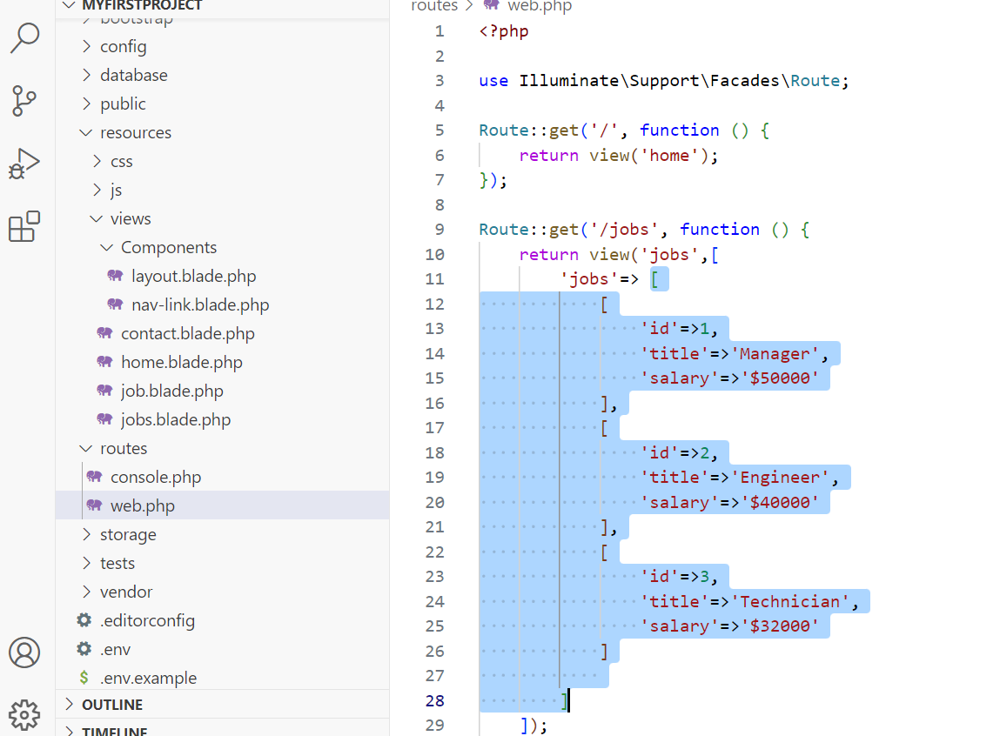 MYFIRSTPROJECT
bootstrap
config
database
public
resources
css
js
views
Components
layout.blade.php
nav-link.blade.php
contact.blade.php
home.blade.php
job.blade.php
jobs.blade.php
routes
console.php
web.php
storage
tests
vendor
.editorconfig
.env
$ .env.example
OUTLINE
TIMELINE
routes > web.php
1 <?php
2
3 use Illuminate\Support\Facades\Route;
4
5 Route::get('/', function () {
6     return view('home');
7 });
8
9 Route::get('/jobs', function () {
10     return view('jobs',[
11         'jobs'=> [
12             [
13                 'id'=>1,
14                 'title'=>'Manager',
15                 'salary'=>'$50000'
16             ],
17             [
18                 'id'=>2,
19                 'title'=>'Engineer',
20                 'salary'=>'$40000'
21             ],
22             [
23                 'id'=>3,
24                 'title'=>'Technician',
25                 'salary'=>'$32000'
26             ]
27
28         ]
29     ]);